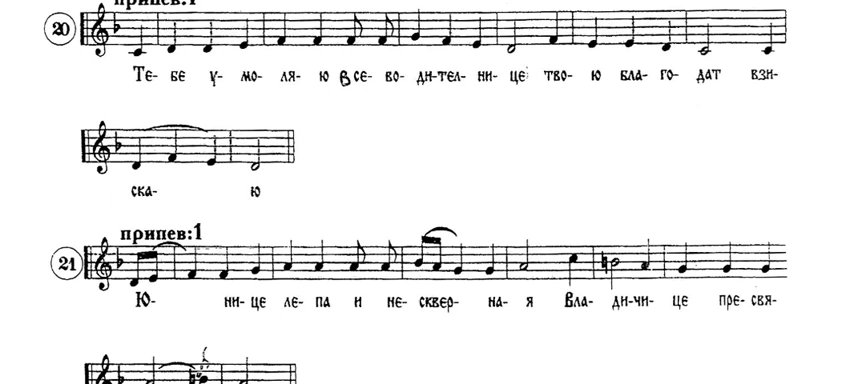 припев:1
20
Те- бе у- мо- ля- ю все- во- ди-тел- ни- це тво- ю бла- го- дат взи-
ска- ю
припев:1
21
Ю- ни- це ле- па и не- сквер- на- я Вла- ди-чи- це пре- свя-